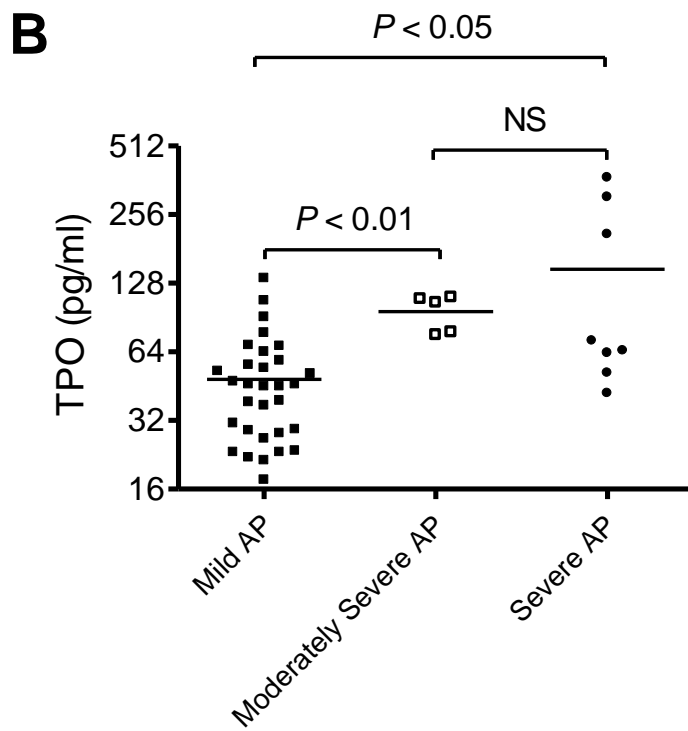 B
P < 0.05
NS
P < 0.01
TPO (pg/ml)
512
256
128
64
32
16
Mild AP
Moderately Severe AP
Severe AP